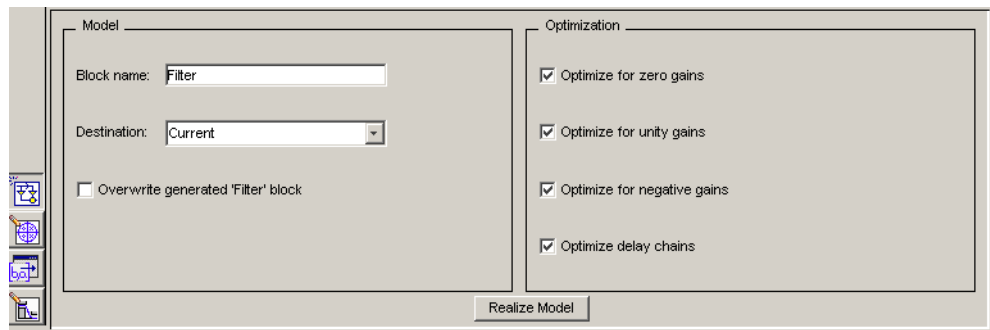 Model
Block name: Filter
Destination: Current
Overwrite generated 'Filter' block
Optimization
Optimize for zero gains
Optimize for unity gains
Optimize for negative gains
Optimize delay chains
Realize Model